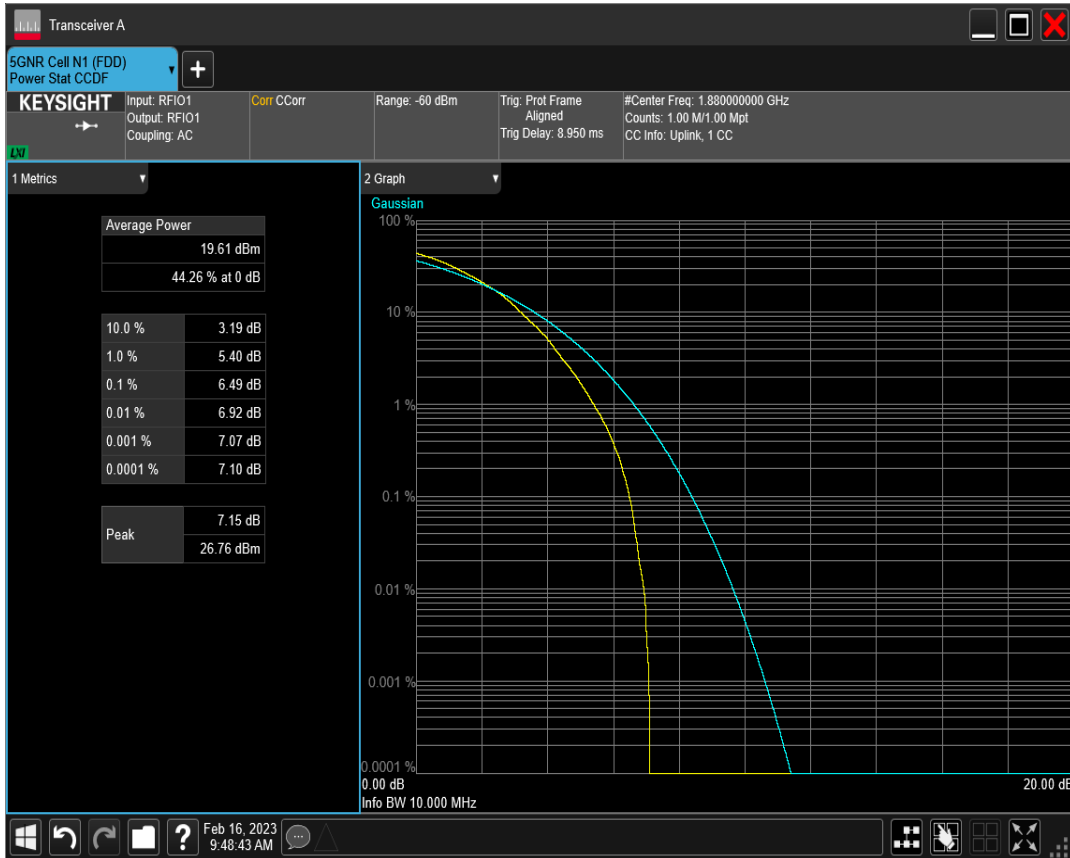 Transceiver A
5GNR Cell N1 (FDD)
Power Stat CCDF
+
KEYSIGHT
LXI
Input: RFIO1
Output: RFIO1
Coupling: AC
Corr CCorr
Range: -60 dBm
Trig: Prot Frame
Aligned
Trig Delay: 8.950 ms
#Center Freq: 1.880000000 GHz
Counts: 1.00 M/1.00 Mpt
CC Info: Uplink, 1 CC
1 Metrics
Average Power
19.61 dBm
44.26 % at 0 dB
10.0 % 3.19 dB
1.0 % 5.40 dB
0.1 % 6.49 dB
0.01 % 6.92 dB
0.001 % 7.07 dB
0.0001 % 7.10 dB
Peak
7.15 dB
26.76 dBm
2 Graph
Gaussian
100 %
10 %
1 %
0.1 %
0.01 %
0.001 %
0.0001 %
0.00 dB 20.00 dB
Info BW 10.000 MHz
?
Feb 16, 2023
9:48:43 AM